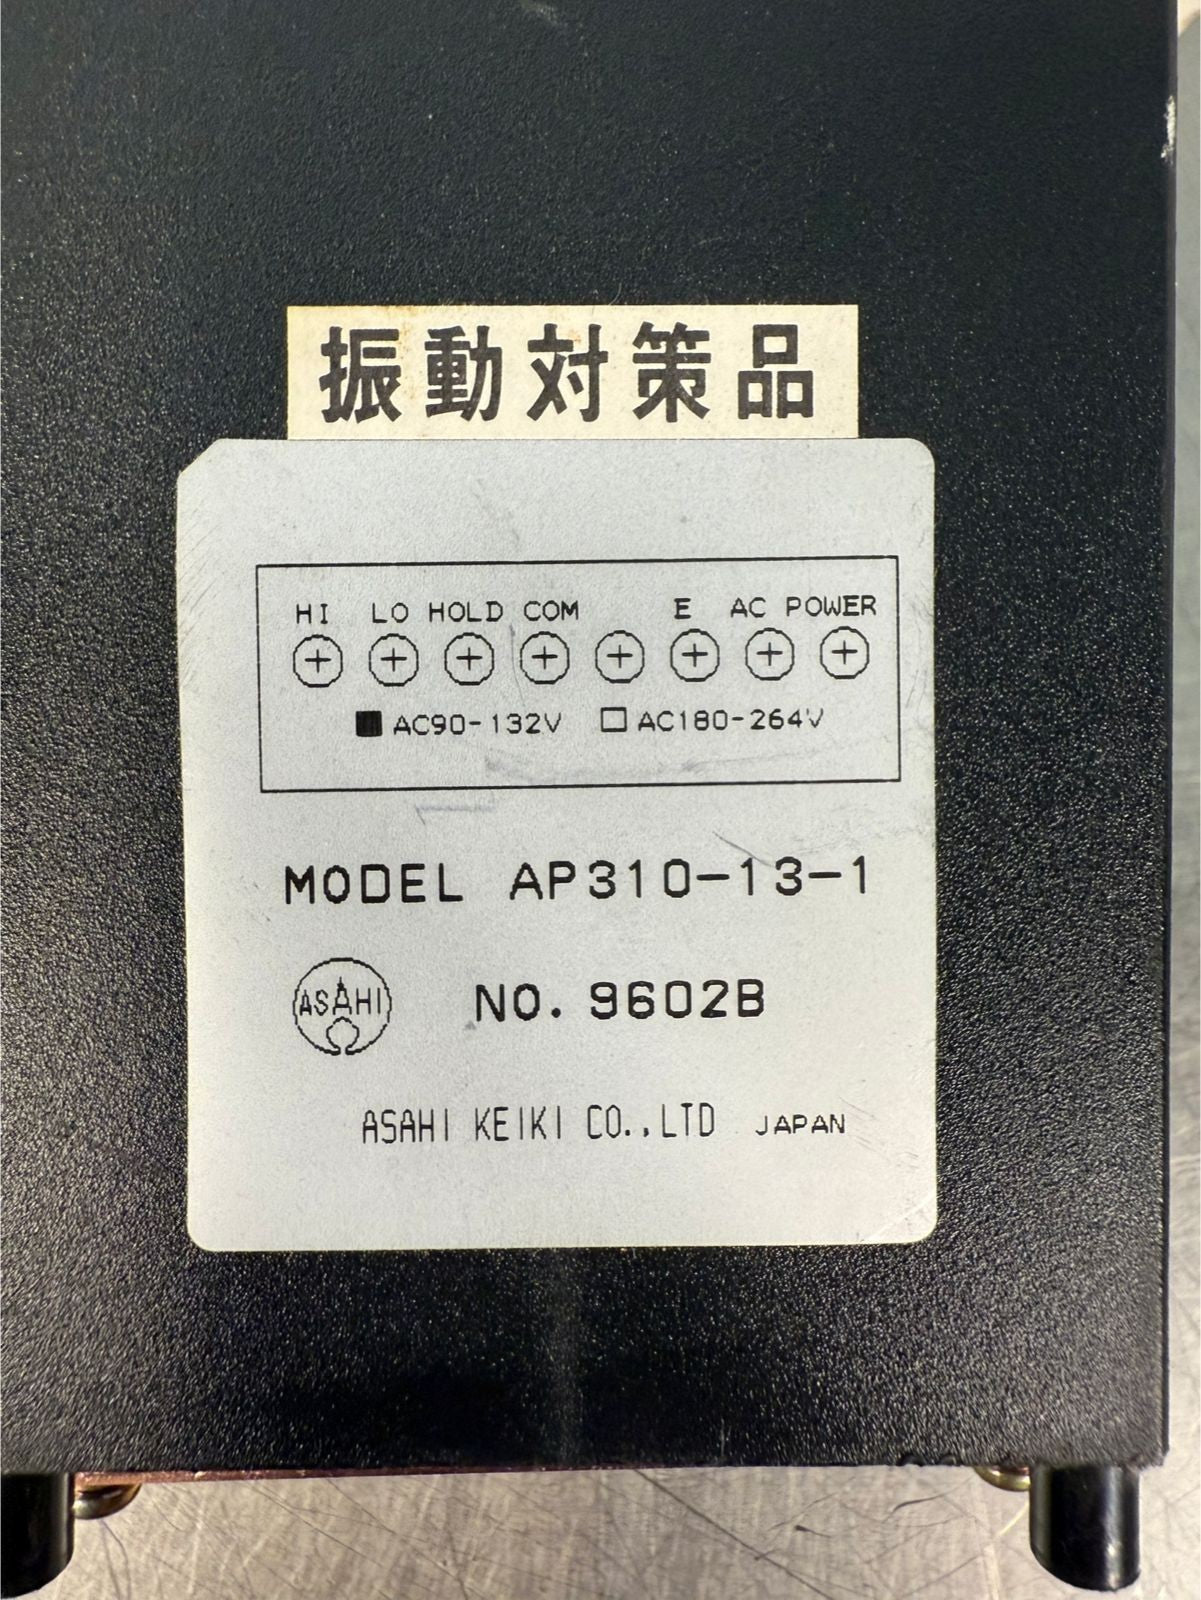 振動対策品
HI LO HOLD COM E AC POWER
■AC90-132V □AC180-264V
MODEL AP310-13-1
ASAHI NO. 9602B
ASAHI KEIKI CO.,LTD JAPAN